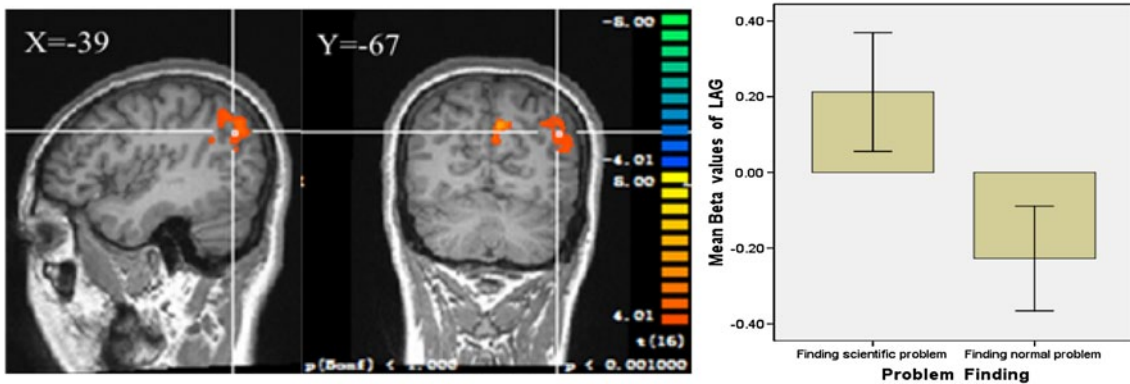 X=-39
Y=-67
-8.00
-4.01
8.00
4.01
t(16)
p(Bonf) < 1.000
p < 0.001000
Mean Beta values of LAG
0.40
0.20
0.00
-0.20
-0.40
Finding scientific problem
Finding normal problem
Problem Finding